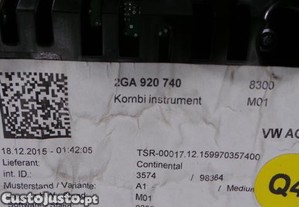 2GA 920 740 8300
Kombi instrument M01
VW AG
18.12.2015 - 01:42:05 TSR-00017.12.159970357400
Continental
int. ID: 3574 / 98364
Musterstand / Variante: A1 / Medium
M01
Q4
CustoJusto.pt